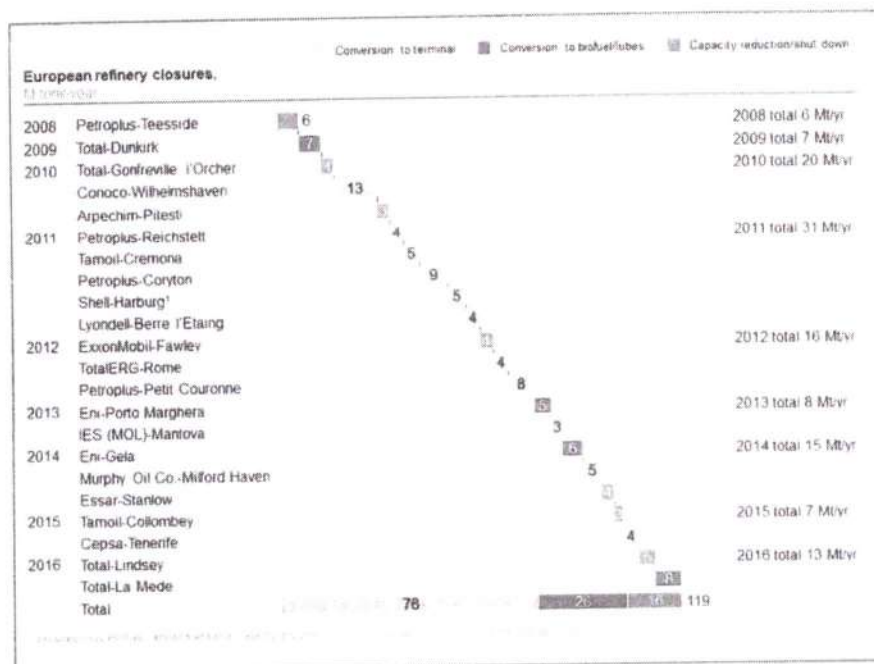 Conversion to terminal Conversion to biofuel/lubes Capacity reduction/shut down
European refinery closures,
2008 Petroplus-Teesside 6 2008 total 6 Mt/yr
2009 Total-Dunkirk 7 2009 total 7 Mt/yr
2010 Total-Gonfreville l'Orcher 2010 total 20 Mt/yr
Conoco-Wilhelmshaven 13
Arpechim-Pitesti
2011 Petroplus-Reichstett 4 2011 total 31 Mt/yr
Tamoil-Cremona 5
Petroplus-Coryton 9
Shell-Harburg¹ 5
Lyondell-Berre l'Etaing 4
2012 ExxonMobil-Fawley 2012 total 16 Mt/yr
TotalERG-Rome 4
Petroplus-Petit Couronne 8
2013 Eni-Porto Marghera 5 2013 total 8 Mt/yr
IES (MOL)-Mantova 3
2014 Eni-Gela 6 2014 total 15 Mt/yr
Murphy Oil Co.-Milford Haven 5
Essar-Stanlow
2015 Tamoil-Collombey 2015 total 7 Mt/yr
Cepsa-Tenerife 4
2016 Total-Lindsey 2016 total 13 Mt/yr
Total-La Mede 8
Total 76 26 16 119